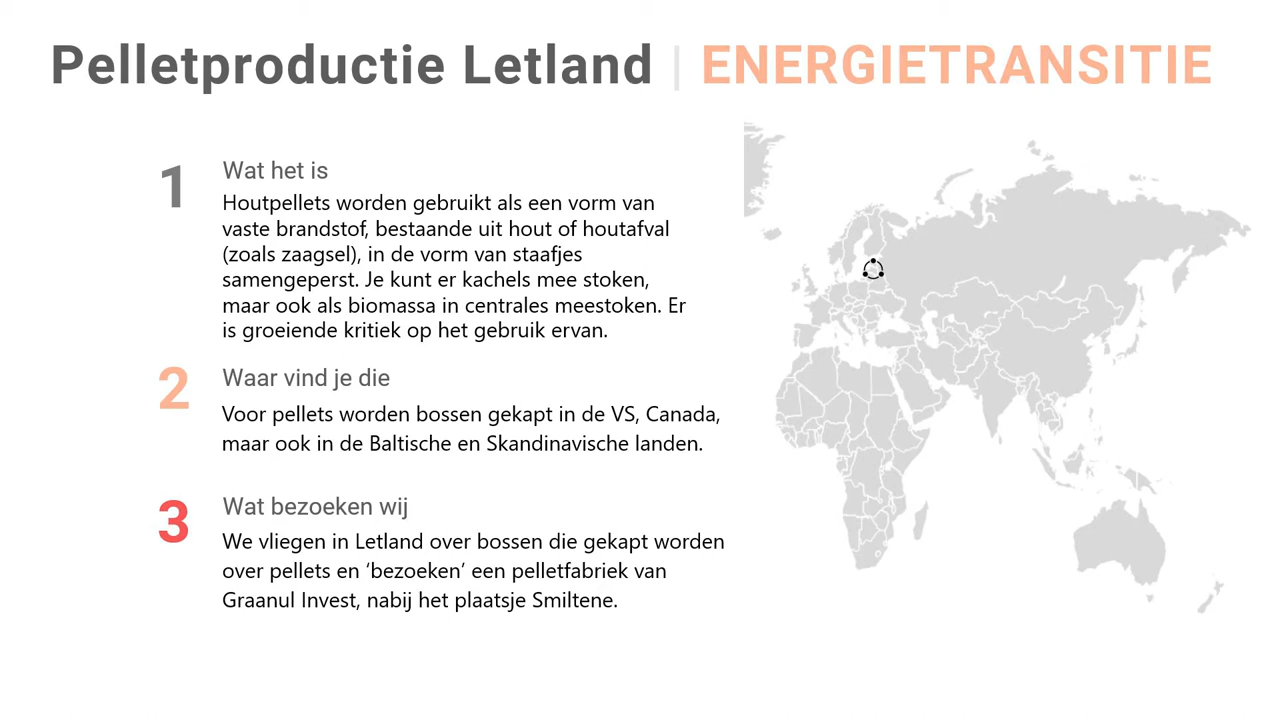 Pelletproductie Letland | ENERGIETRANSITIE
1
Wat het is
Houtpellets worden gebruikt als een vorm van
vaste brandstof, bestaande uit hout of houtafval
(zoals zaagsel), in de vorm van staafjes
samengeperst. Je kunt er kachels mee stoken,
maar ook als biomassa in centrales meestoken. Er
is groeiende kritiek op het gebruik ervan.
2
Waar vind je die
Voor pellets worden bossen gekapt in de VS, Canada,
maar ook in de Baltische en Skandinavische landen.
3
Wat bezoeken wij
We vliegen in Letland over bossen die gekapt worden
over pellets en ‘bezoeken’ een pelletfabriek van
Graanul Invest, nabij het plaatsje Smiltene.